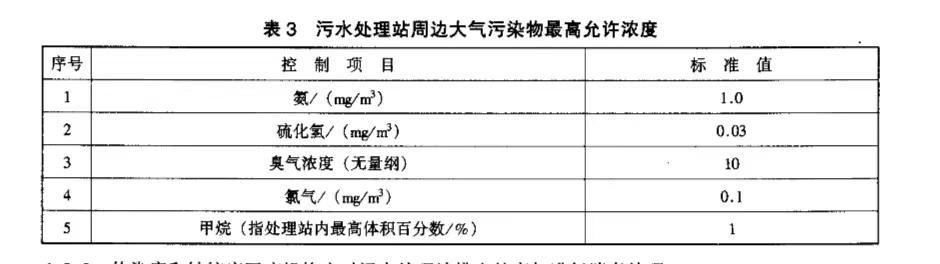 表 3 污水处理站周边大气污染物最高允许浓度
序号 控制项目 标准值
1 氨/（mg/m³） 1.0
2 硫化氢/（mg/m³） 0.03
3 臭气浓度（无量纲） 10
4 氯气/（mg/m³） 0.1
5 甲烷（指处理站内最高体积百分数/%） 1